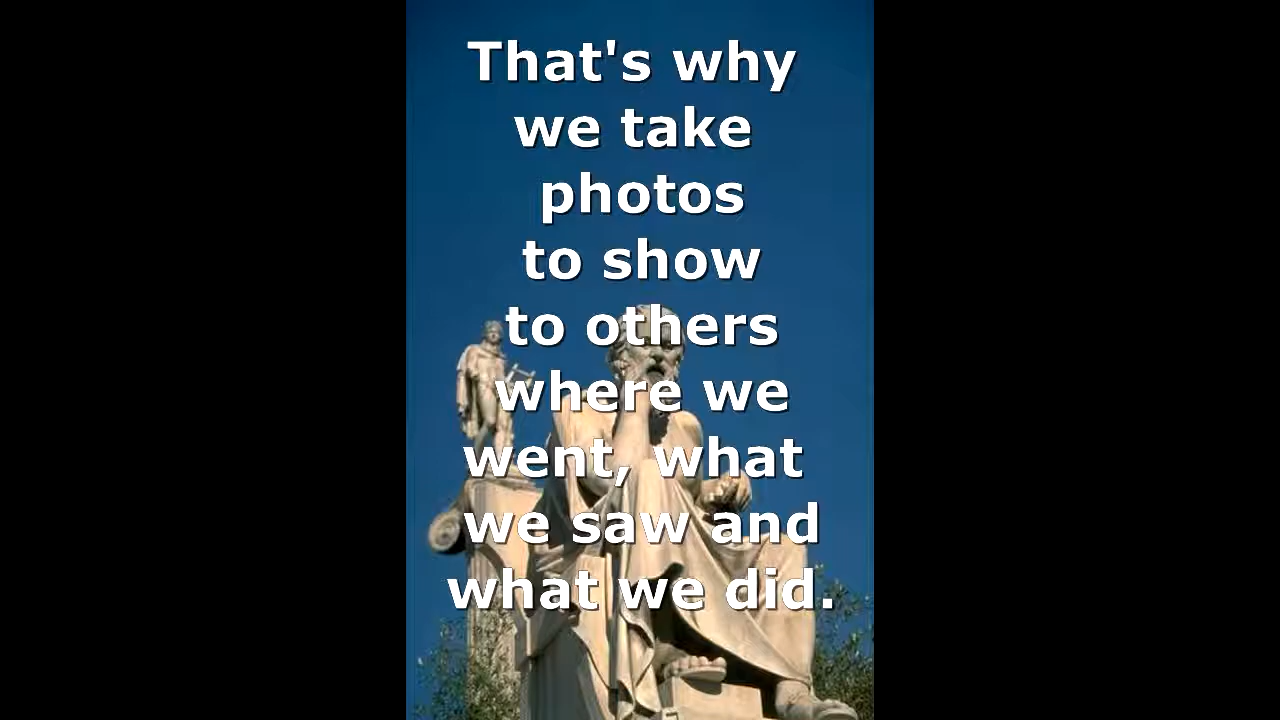 That's why
we take
photos
to show
to others
where we
went, what
we saw and
what we did.